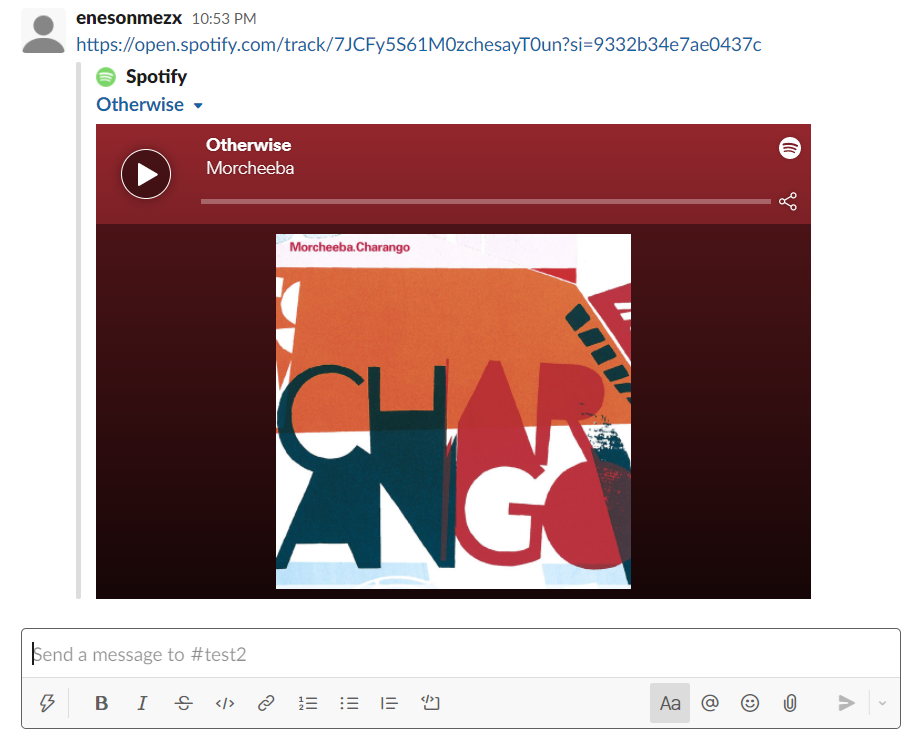 enesonmezx 10:53 PM
https://open.spotify.com/track/7JCFy5S61M0zchesayT0un?si=9332b34e7ae0437c
Spotify
Otherwise
Otherwise
Morcheeba
Morcheeba.Charango
CHAR
ANGO
Send a message to #test2
B I S </> Aa @